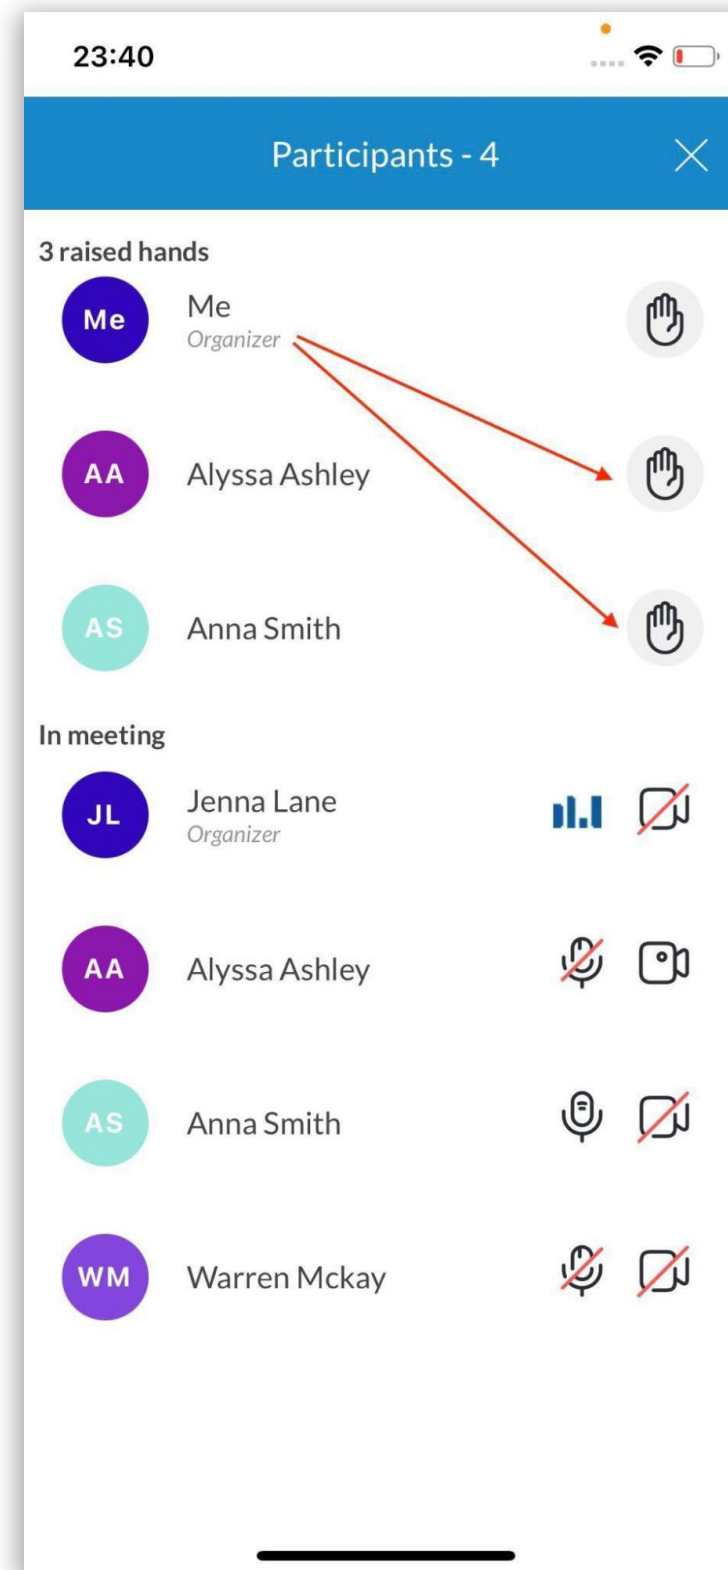 23:40
Participants - 4
3 raised hands
Me
Me
Organizer
AA
Alyssa Ashley
AS
Anna Smith
In meeting
JL
Jenna Lane
Organizer
AA
Alyssa Ashley
AS
Anna Smith
WM
Warren Mckay